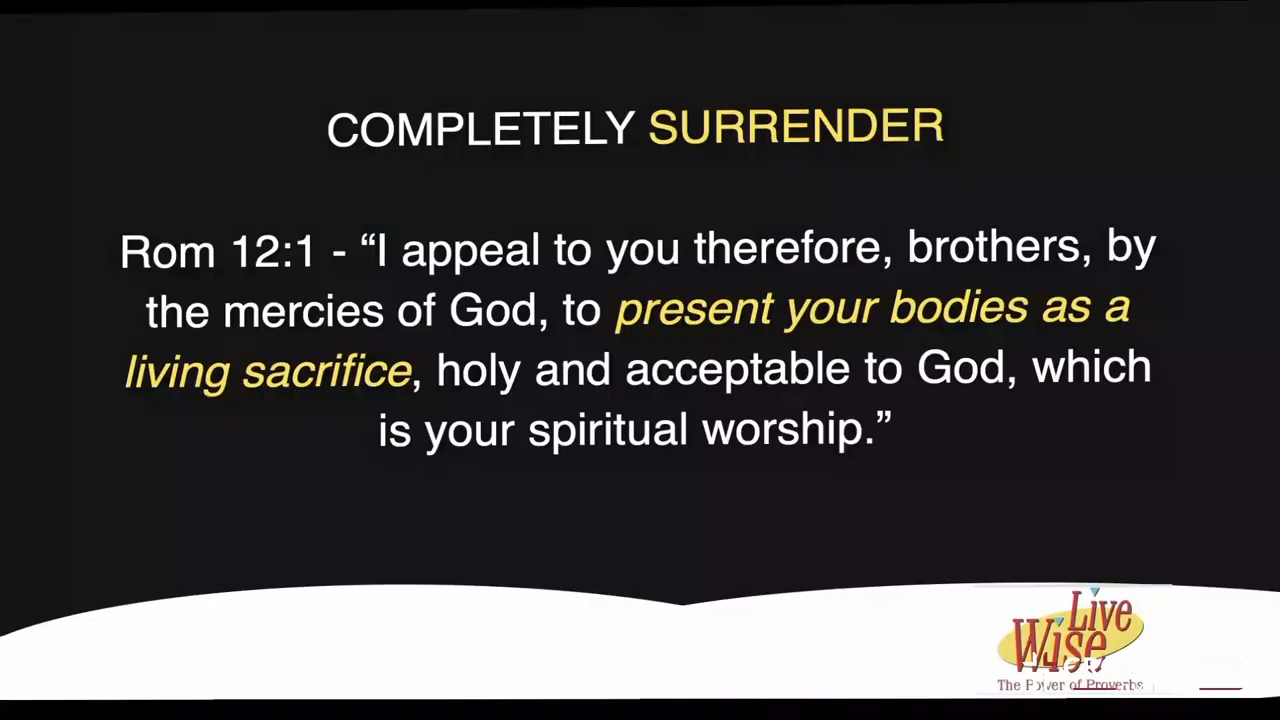 COMPLETELY SURRENDER
Rom 12:1 - “I appeal to you therefore, brothers, by
the mercies of God, to present your bodies as a
living sacrifice, holy and acceptable to God, which
is your spiritual worship.”
Live
Wise
The Power of Proverbs